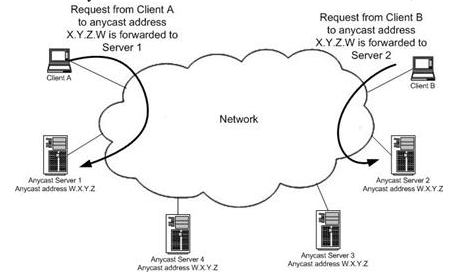 Request from Client A
to anycast address
X.Y.Z.W is forwarded to
Server 1
Request from Client B
to anycast address
X.Y.Z.W is forwarded to
Server 2
Client A
Client B
Network
Anycast Server 1
Anycast address W.X.Y.Z
Anycast Server 2
Anycast address W.X.Y.Z
Anycast Server 4
Anycast address W.X.Y.Z
Anycast Server 3
Anycast address W.X.Y.Z